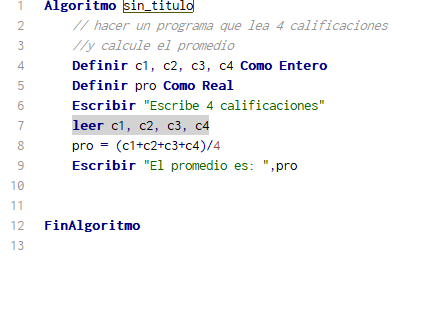 1 Algoritmo sin_titulo
2 // hacer un programa que lea 4 calificaciones
3 //y calcule el promedio
4 Definir c1, c2, c3, c4 Como Entero
5 Definir pro Como Real
6 Escribir "Escribe 4 calificaciones"
7 leer c1, c2, c3, c4
8 pro = (c1+c2+c3+c4)/4
9 Escribir "El promedio es: ",pro
10
11
12 FinAlgoritmo
13